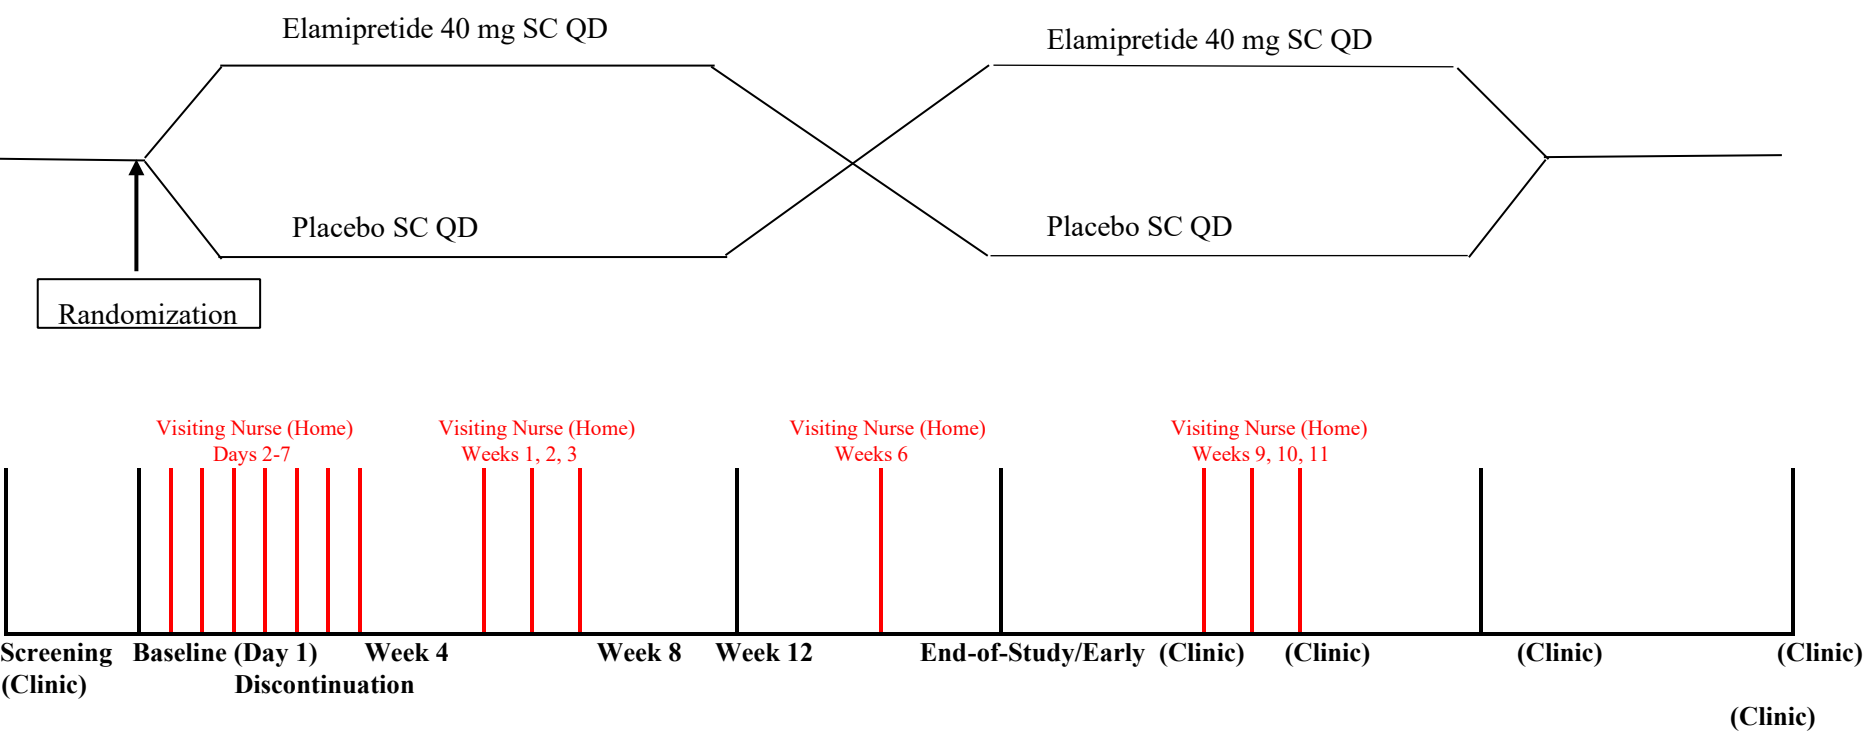 Elamipretide 40 mg SC QD
Elamipretide 40 mg SC QD
Placebo SC QD
Placebo SC QD
Randomization
Visiting Nurse (Home)
Days 2-7
Visiting Nurse (Home)
Weeks 1, 2, 3
Visiting Nurse (Home)
Weeks 6
Visiting Nurse (Home)
Weeks 9, 10, 11
Screening Baseline (Day 1) Week 4 Week 8 Week 12 End-of-Study/Early (Clinic) (Clinic) (Clinic) (Clinic)
(Clinic) Discontinuation
(Clinic)